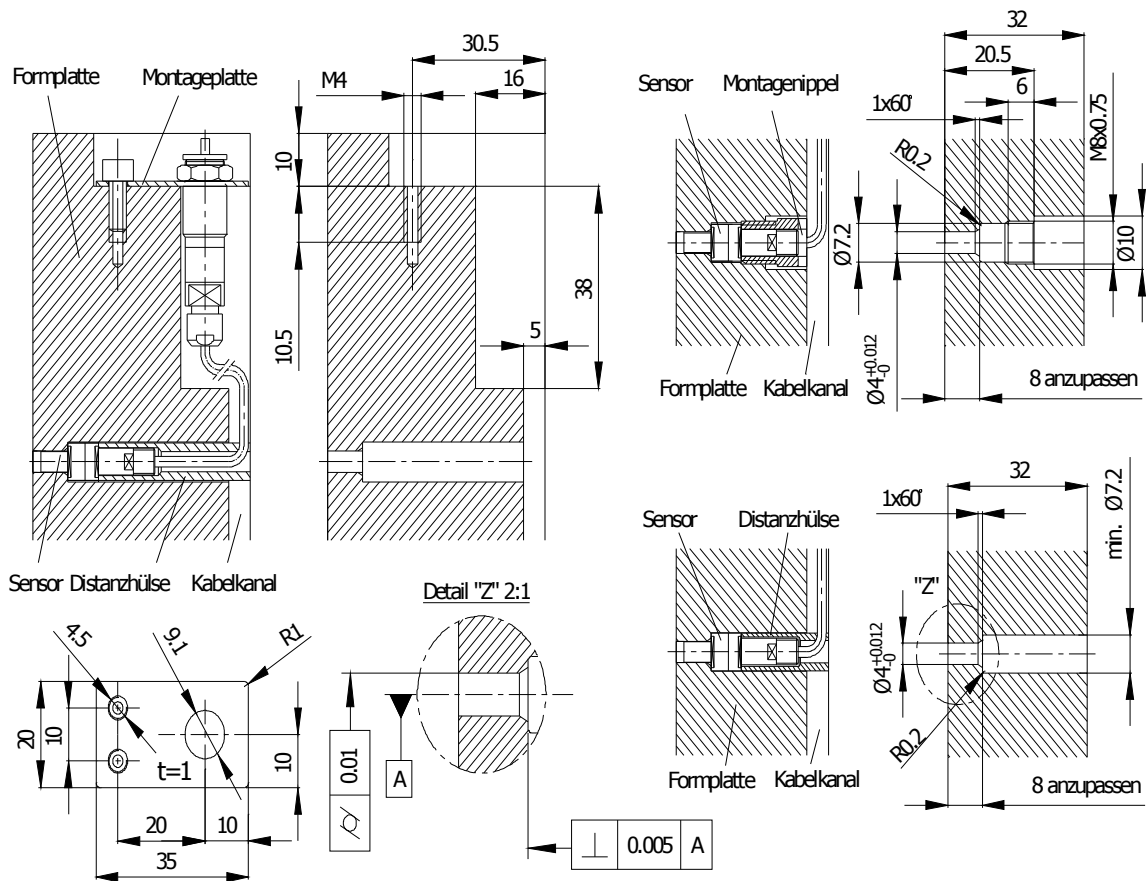 Formplatte
Montageplatte
M4
30.5
16
10
10.5
38
5
Sensor
Distanzhülse
Kabelkanal
Sensor
Montagenippel
32
20.5
6
1x60°
R0.2
M8x0.75
Ø7.2
Ø10
Ø4+0.012 -0
Formplatte
Kabelkanal
8 anzupassen
Sensor
Distanzhülse
32
1x60°
min. Ø7.2
"Z"
Ø4+0.012 -0
R0.2
Formplatte
Kabelkanal
8 anzupassen
4.5
9.1
R1
20
10
t=1
10
20
10
35
Detail "Z" 2:1
0.01
A
⊥ 0.005 A